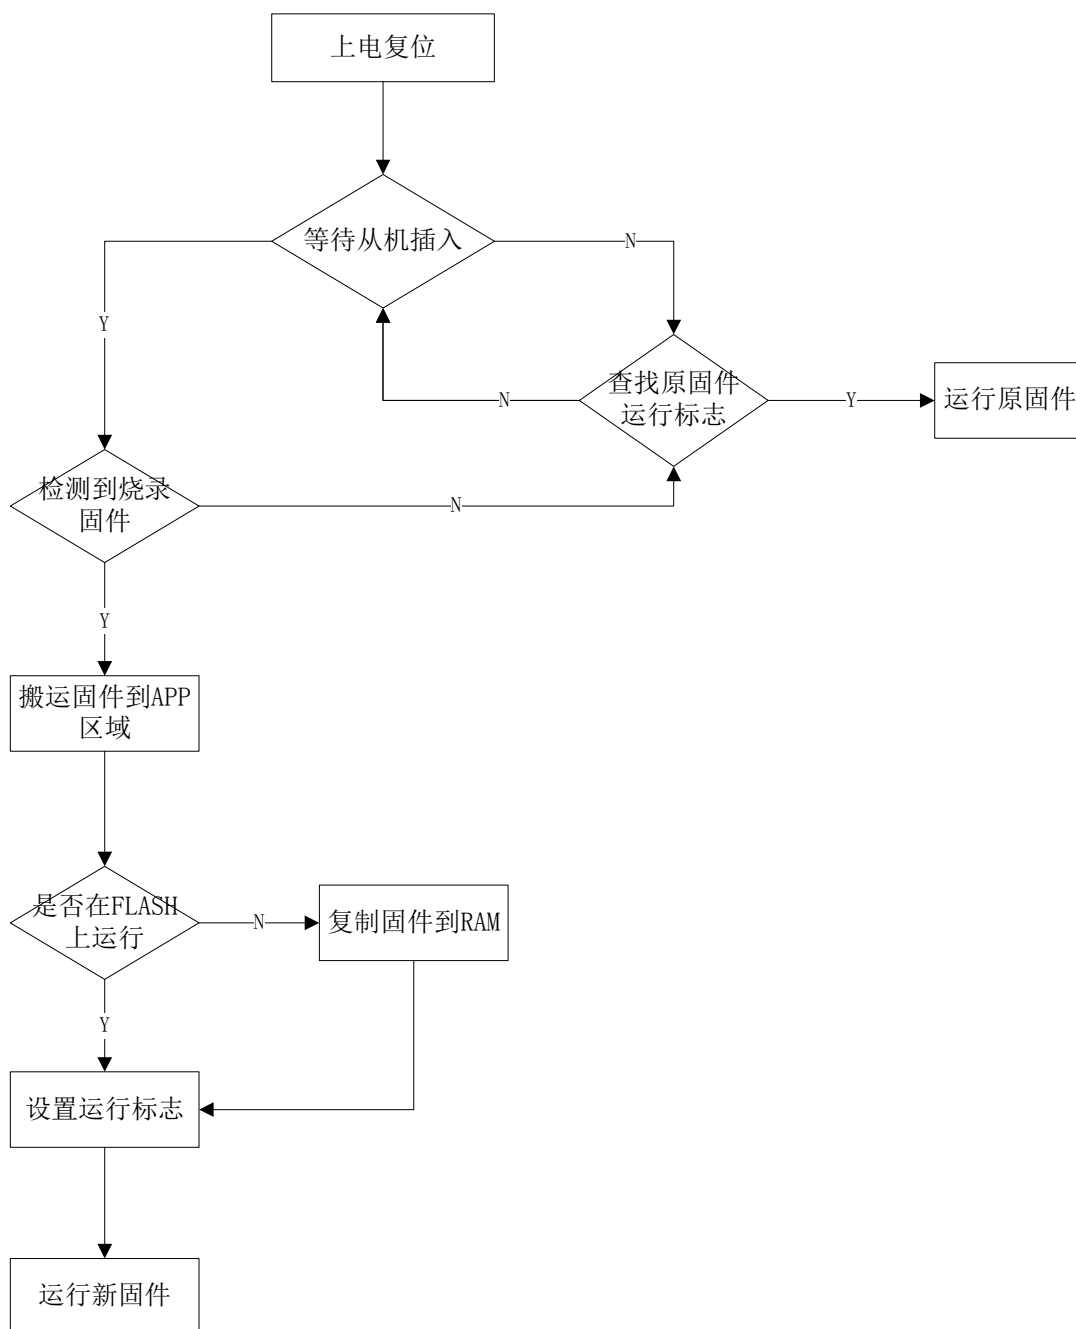 上电复位
等待从机插入
N
Y
查找原固件
运行标志
N
Y
运行原固件
检测到烧录
固件
N
Y
搬运固件到APP
区域
是否在FLASH
上运行
N
复制固件到RAM
Y
设置运行标志
运行新固件